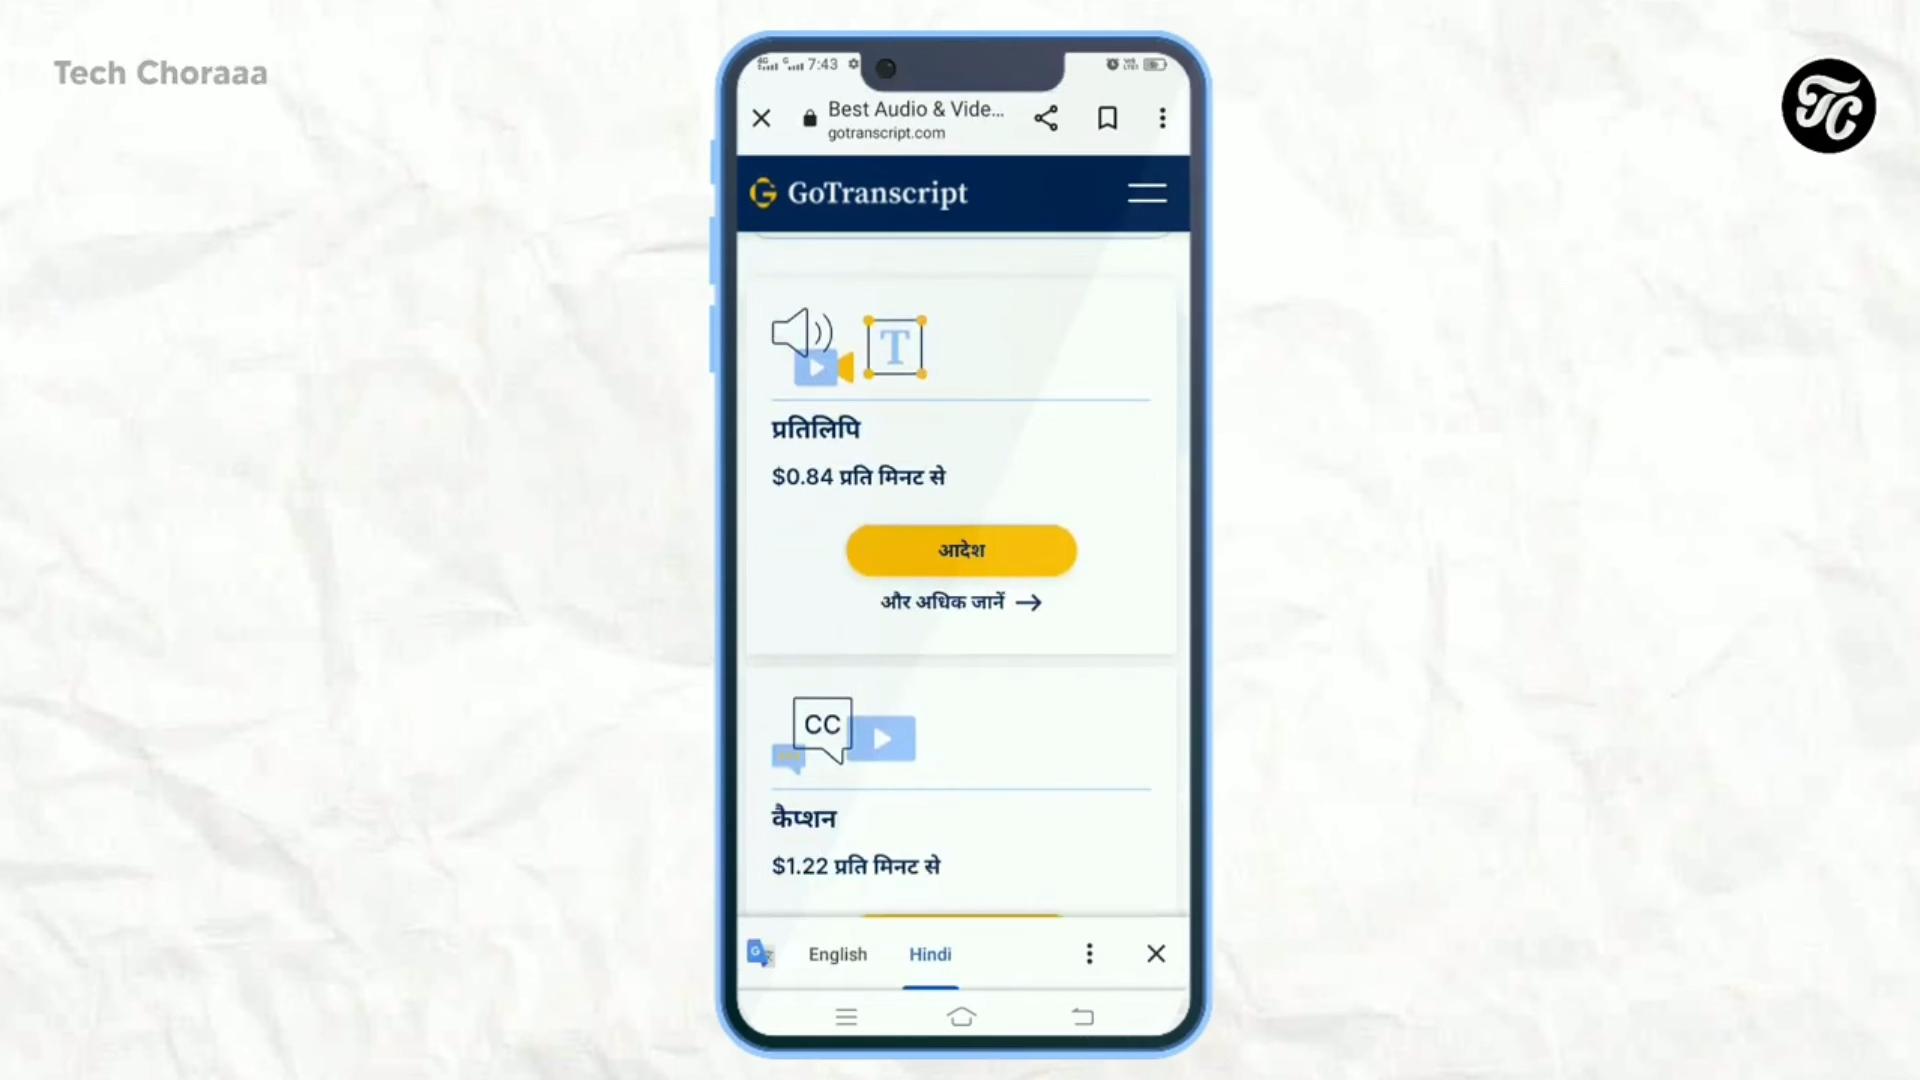 Tech Choraaa
TC
7:43
Best Audio & Vide...
gotranscript.com
GoTranscript
T
प्रतिलिपि
$0.84 प्रति मिनट से
आदेश
और अधिक जानें
CC
कैप्शन
$1.22 प्रति मिनट से
English
Hindi